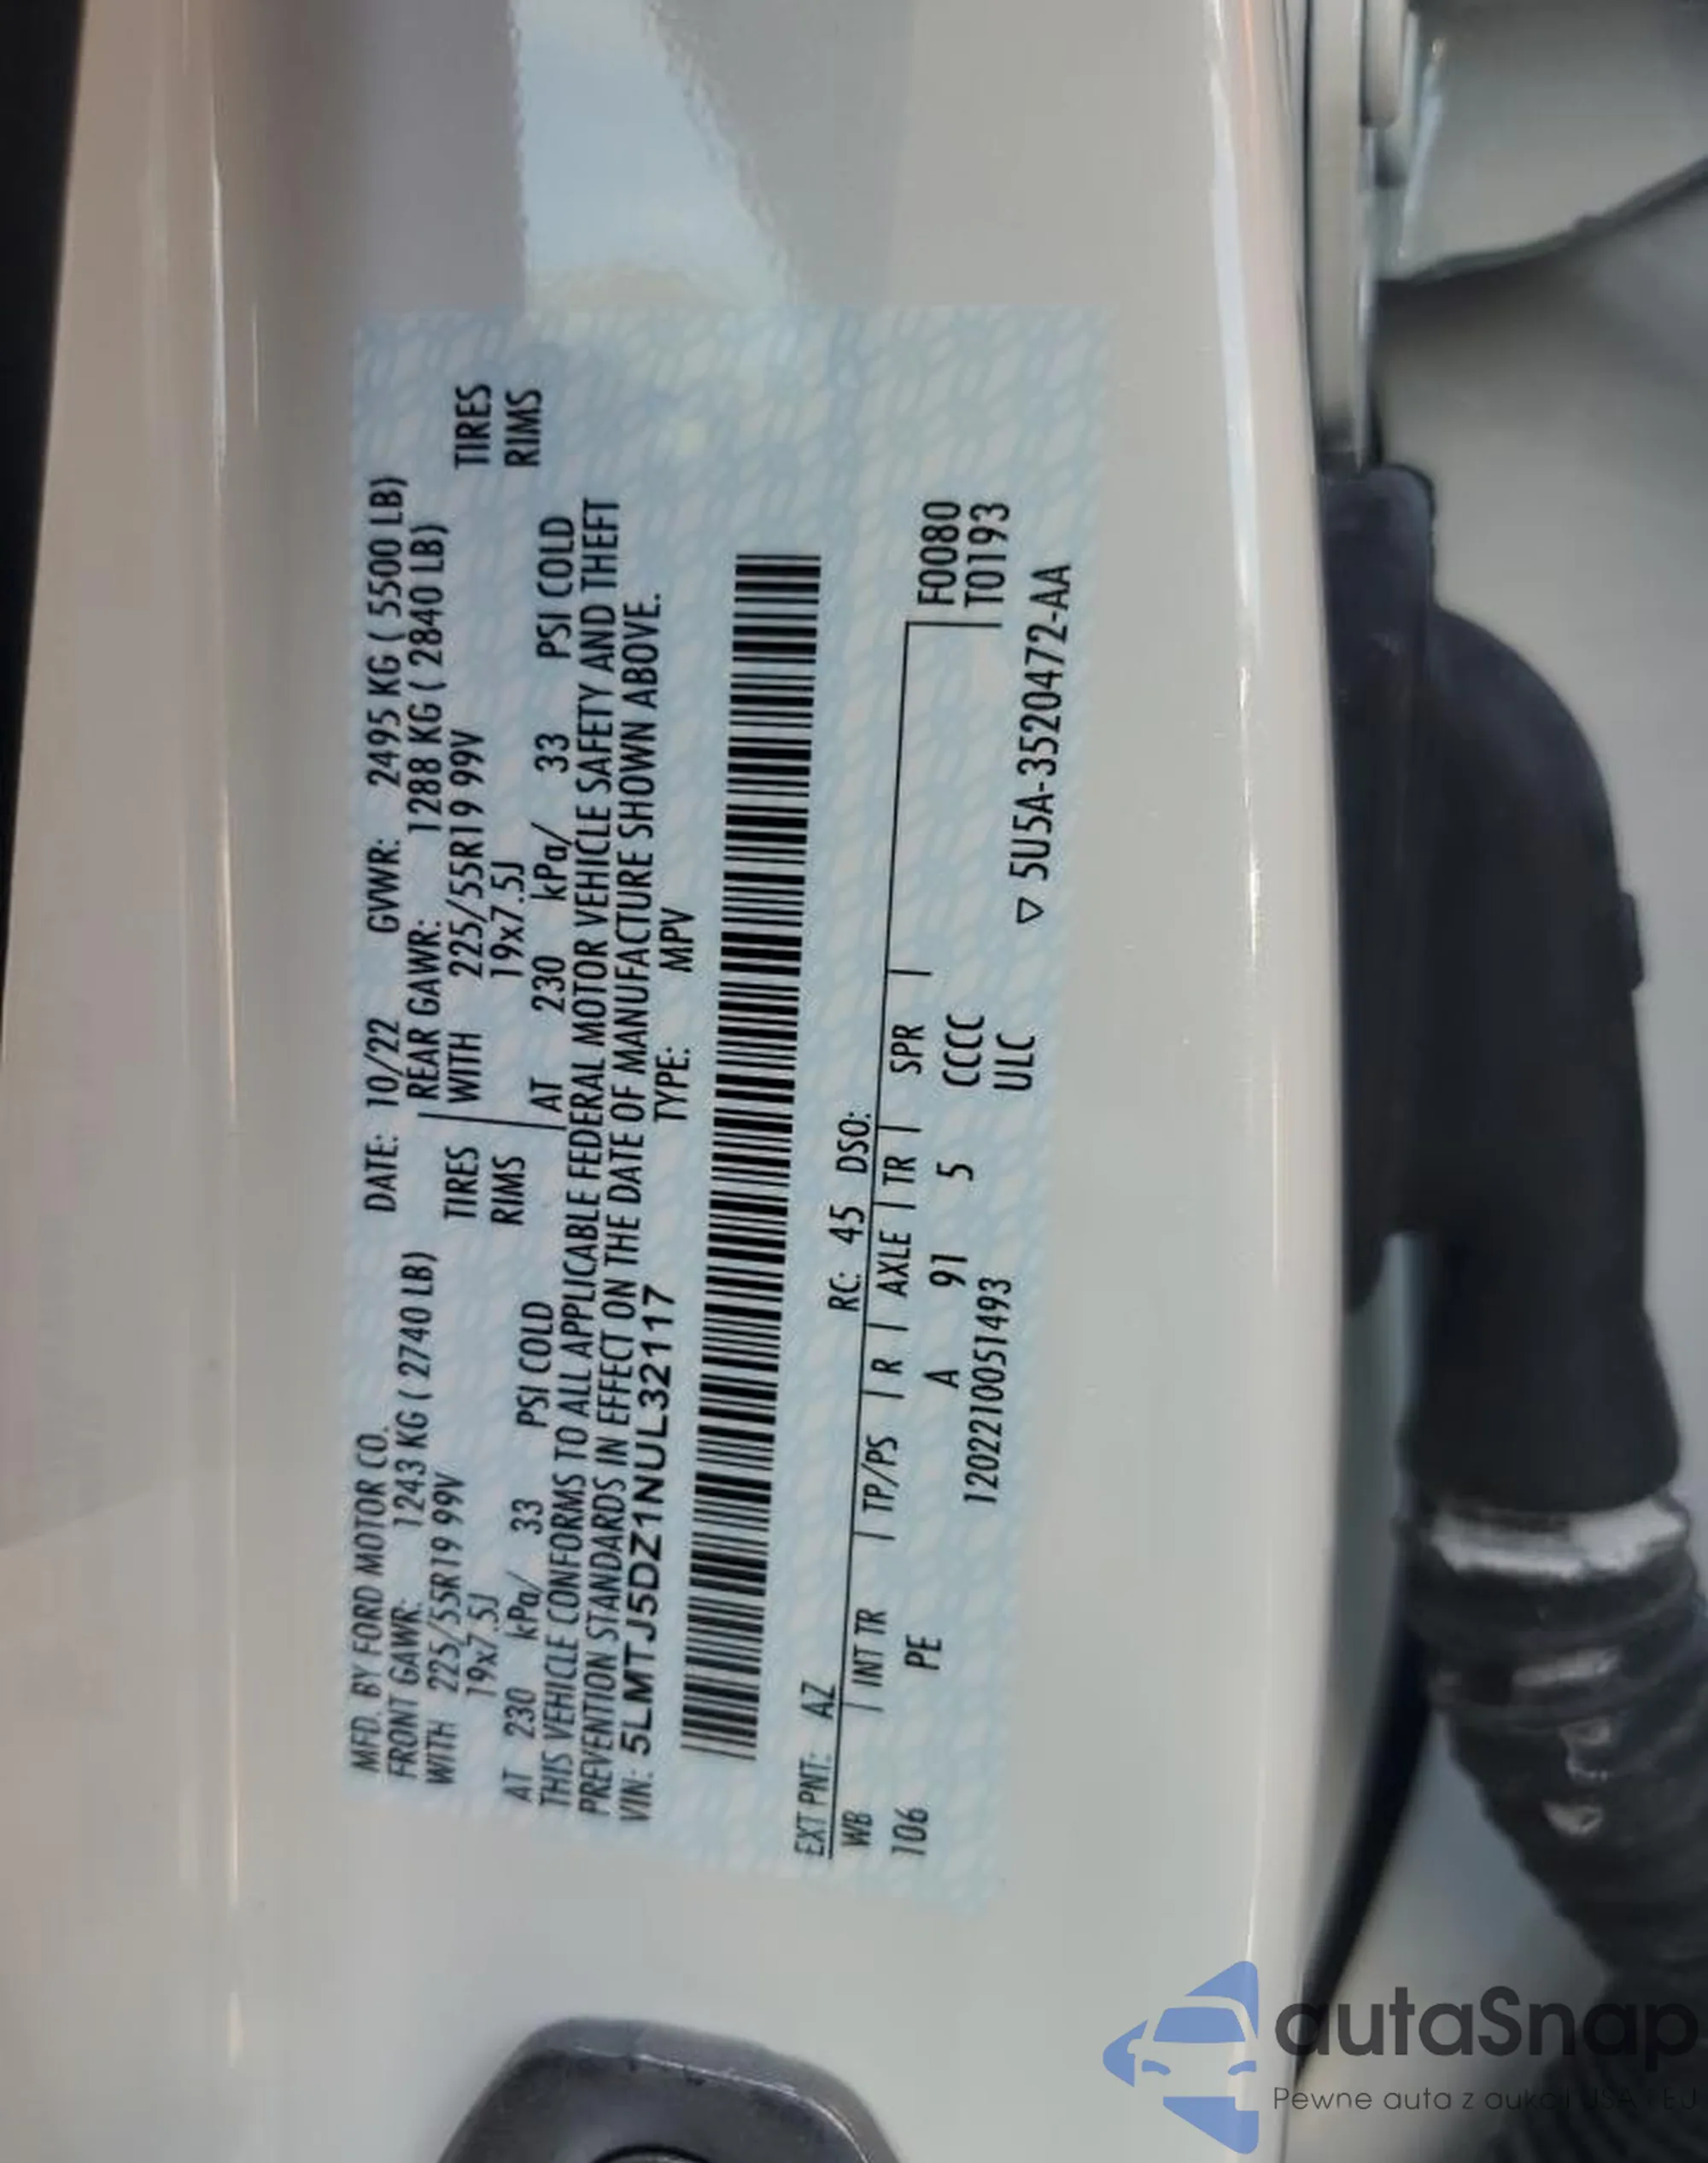 MFD. BY FORD MOTOR CO. DATE: 10/22 GVWR: 2495 KG ( 5500 LB)
FRONT GAWR: 1243 KG ( 2740 LB) REAR GAWR: 1288 KG ( 2840 LB)
WITH 225/55R19 99V TIRES WITH 225/55R19 99V TIRES
19x7.5J RIMS 19x7.5J RIMS
AT 230 kPa/ 33 PSI COLD AT 230 kPa/ 33 PSI COLD
THIS VEHICLE CONFORMS TO ALL APPLICABLE FEDERAL MOTOR VEHICLE SAFETY AND THEFT
PREVENTION STANDARDS IN EFFECT ON THE DATE OF MANUFACTURE SHOWN ABOVE.
VIN: 5LMTJ5DZ1NUL32117 TYPE: MPV
EXT PNT: AZ RC: 45 DSO:
WB | INT TR | TP/PS | R | AXLE | TR | SPR | F0080
106 PE A 91 5 CCCC T0193
1202210051493 ULC ▽ 5U5A-3520472-AA
autaSnap
Pewne auta z aukcji USA i EJ